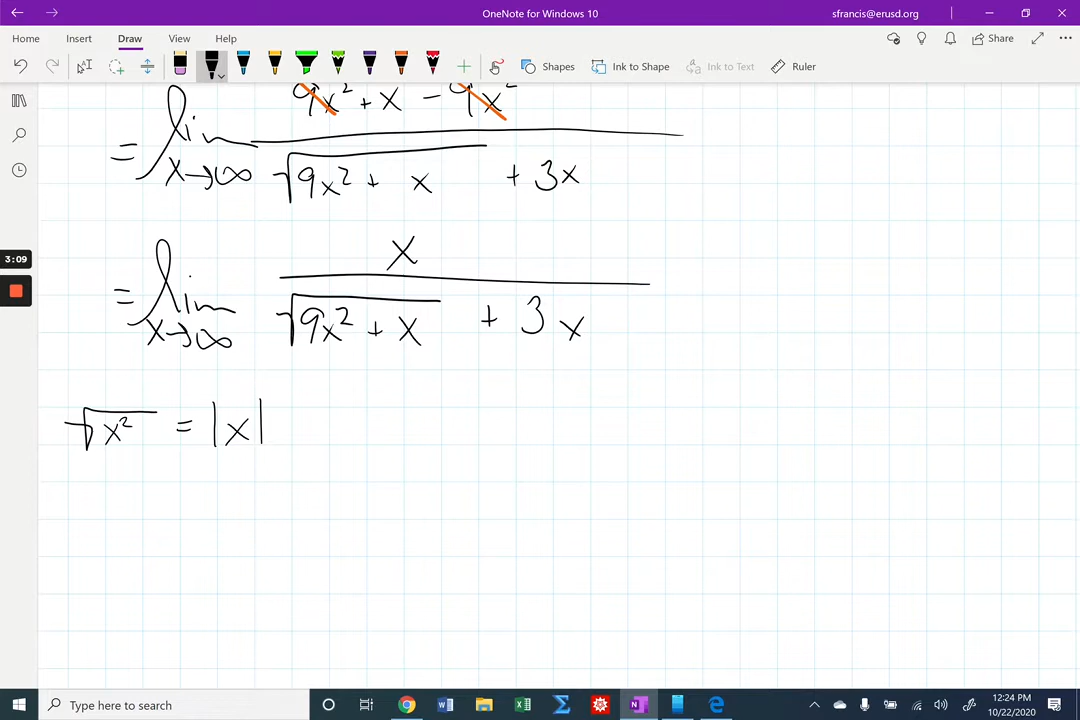 OneNote for Windows 10
sfrancis@erusd.org
Home Insert Draw View Help
Share
Shapes Ink to Shape Ink to Text Ruler
9x² + x - 9x²
= lim
x→∞
√9x² + x + 3x
x
= lim
x→∞
√9x² + x + 3x
3:09
√x² = |x|
Type here to search
12:24 PM
10/22/2020